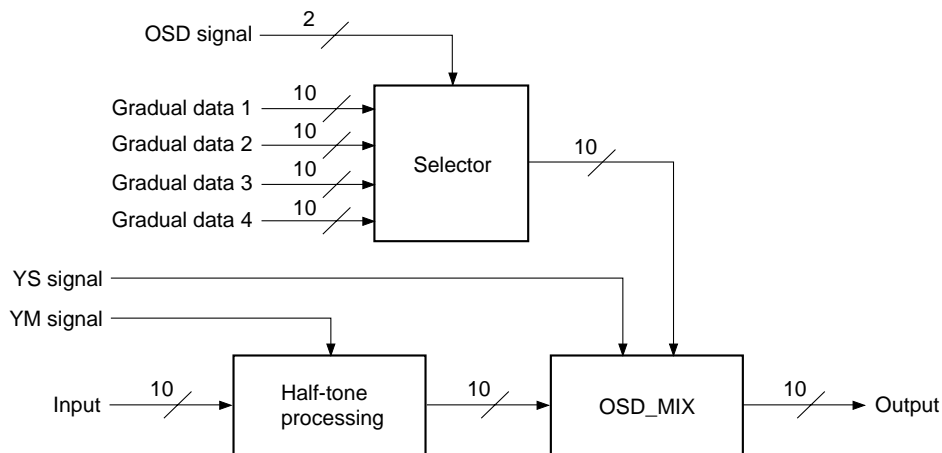 OSD signal
2
Gradual data 1
10
Gradual data 2
10
Gradual data 3
10
Gradual data 4
10
Selector
10
YS signal
YM signal
Input
10
Half-tone
processing
10
OSD_MIX
10
Output